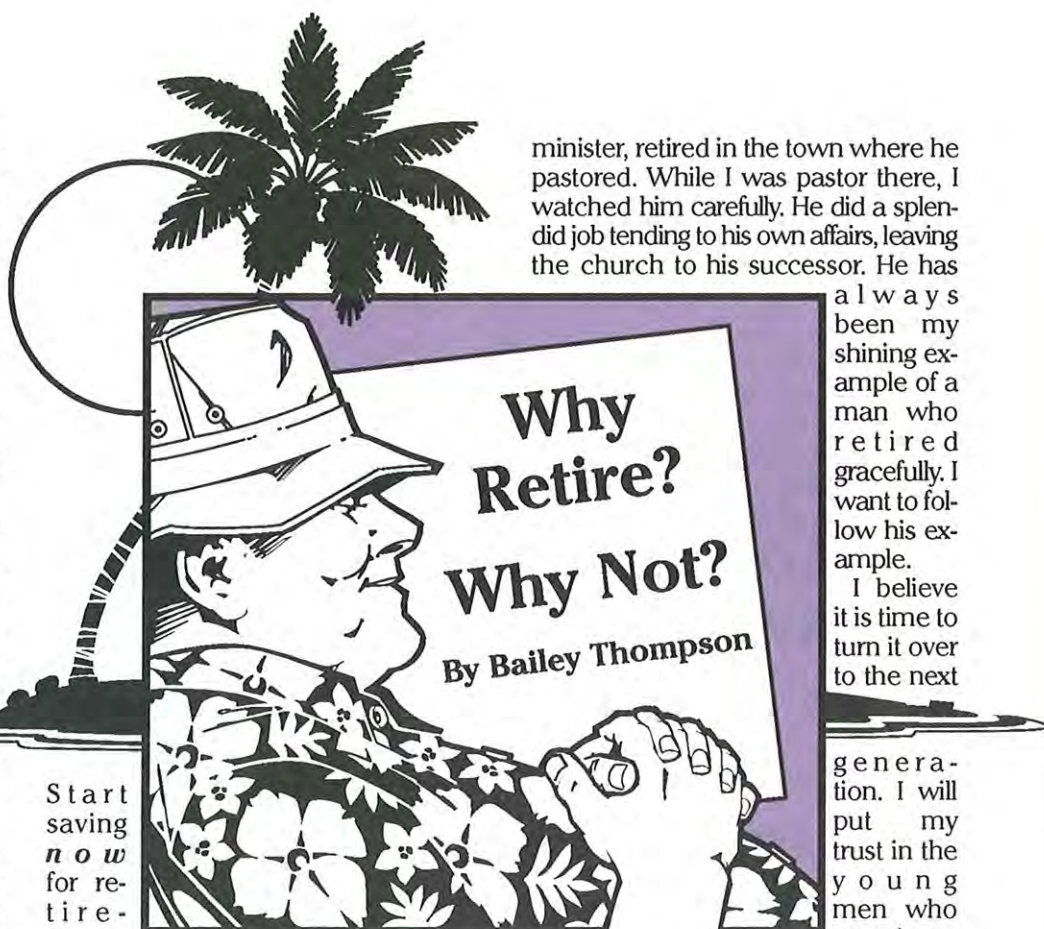 Why
Retire?
Why Not?
By Bailey Thompson
Start
saving
now
for re-
tire-
minister, retired in the town where he
pastored. While I was pastor there, I
watched him carefully. He did a splen-
did job tending to his own affairs, leaving
the church to his successor. He has
always
been my
shining ex-
ample of a
man who
retired
gracefully. I
want to fol-
low his ex-
ample.
I believe
it is time to
turn it over
to the next
genera-
tion. I will
put my
trust in the
young
men who